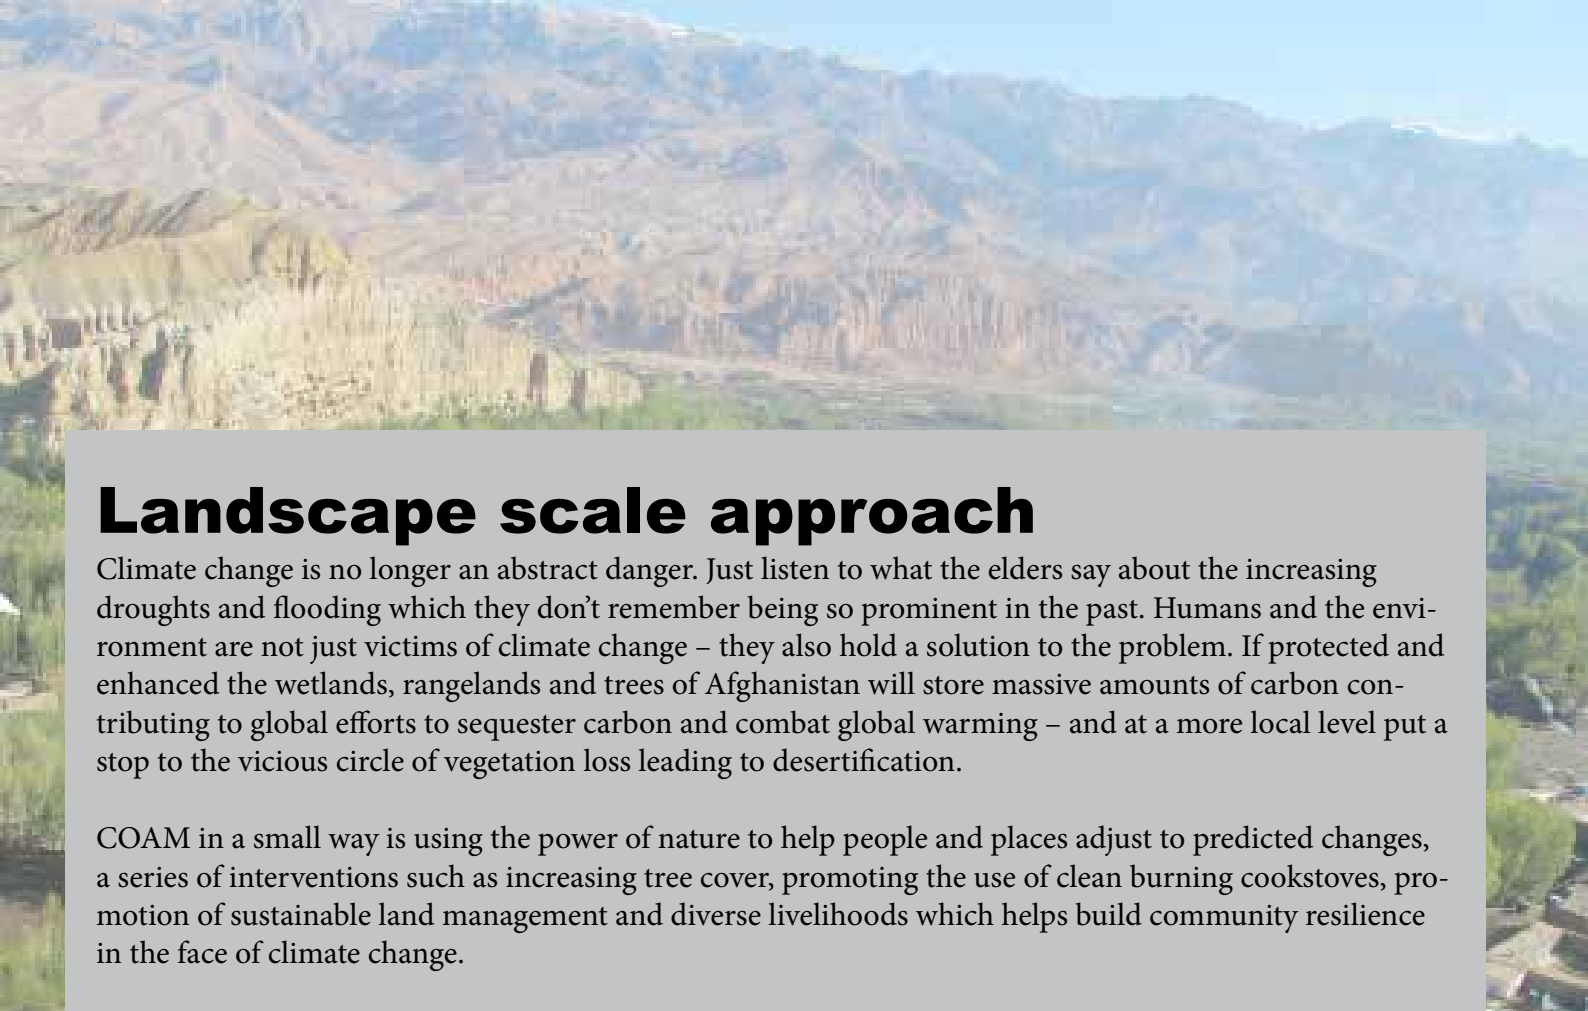 Landscape scale approach
Climate change is no longer an abstract danger. Just listen to what the elders say about the increasing
droughts and flooding which they don’t remember being so prominent in the past. Humans and the envi-
ronment are not just victims of climate change – they also hold a solution to the problem. If protected and
enhanced the wetlands, rangelands and trees of Afghanistan will store massive amounts of carbon con-
tributing to global efforts to sequester carbon and combat global warming – and at a more local level put a
stop to the vicious circle of vegetation loss leading to desertification.
COAM in a small way is using the power of nature to help people and places adjust to predicted changes,
a series of interventions such as increasing tree cover, promoting the use of clean burning cookstoves, pro-
motion of sustainable land management and diverse livelihoods which helps build community resilience
in the face of climate change.